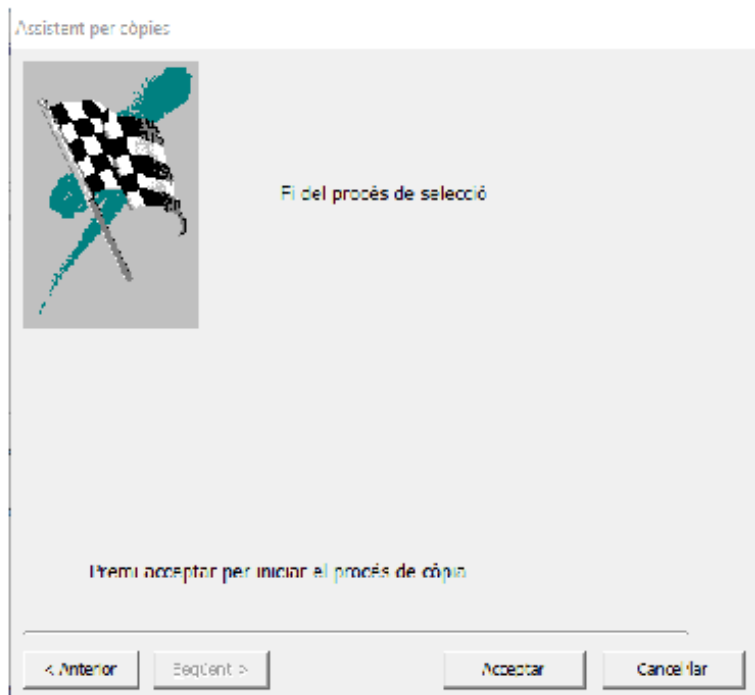 Assistent per còpies
Fi del procés de selecció
Premi acceptar per iniciar el procés de còpia
< Anterior
Següent >
Acceptar
Cancel·lar